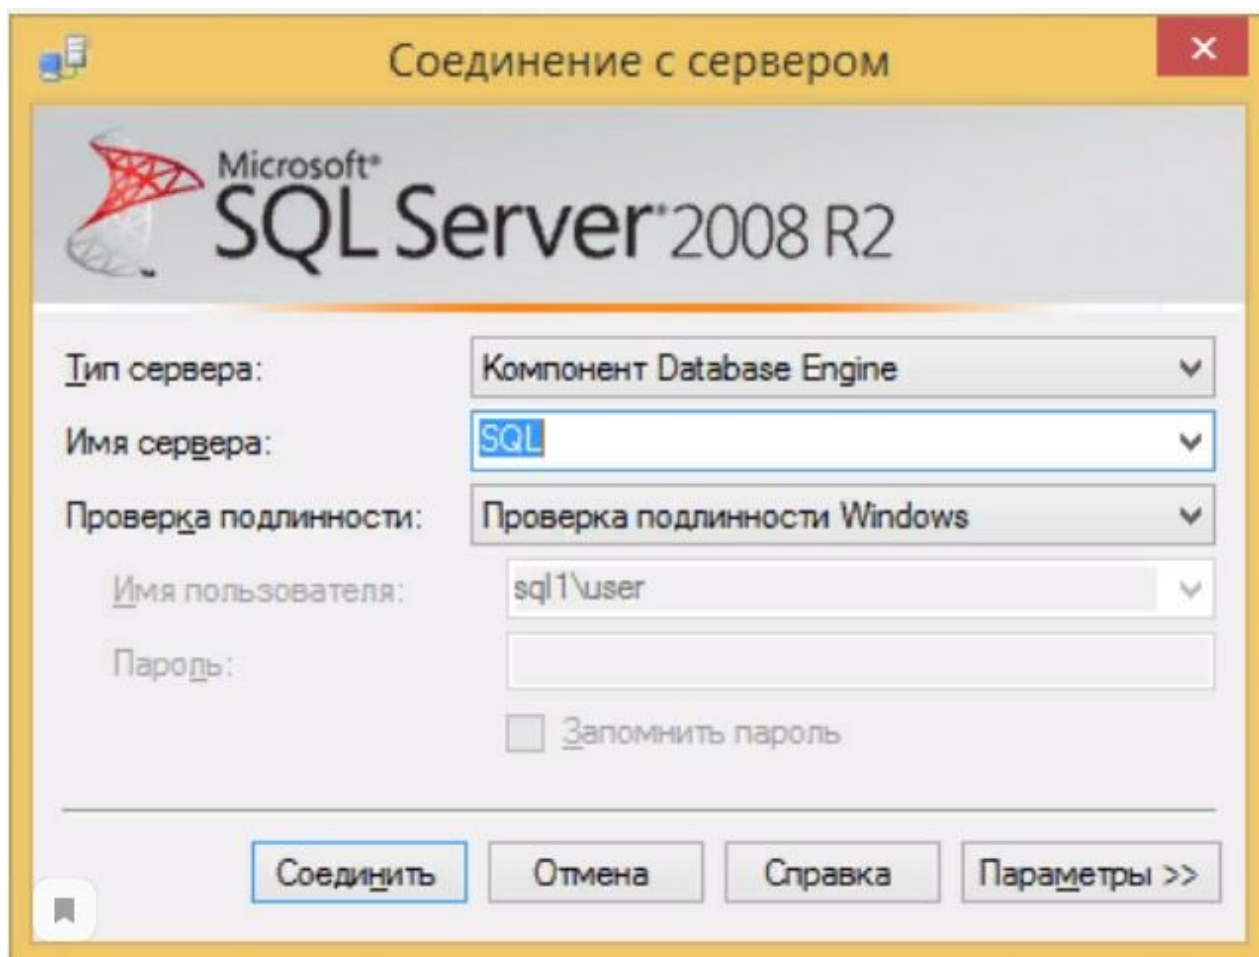 Соединение с сервером
Microsoft®
SQL Server® 2008 R2
Тип сервера: Компонент Database Engine
Имя сервера: SQL
Проверка подлинности: Проверка подлинности Windows
Имя пользователя: sql1\user
Пароль:
Запомнить пароль
Соединить Отмена Справка Параметры >>